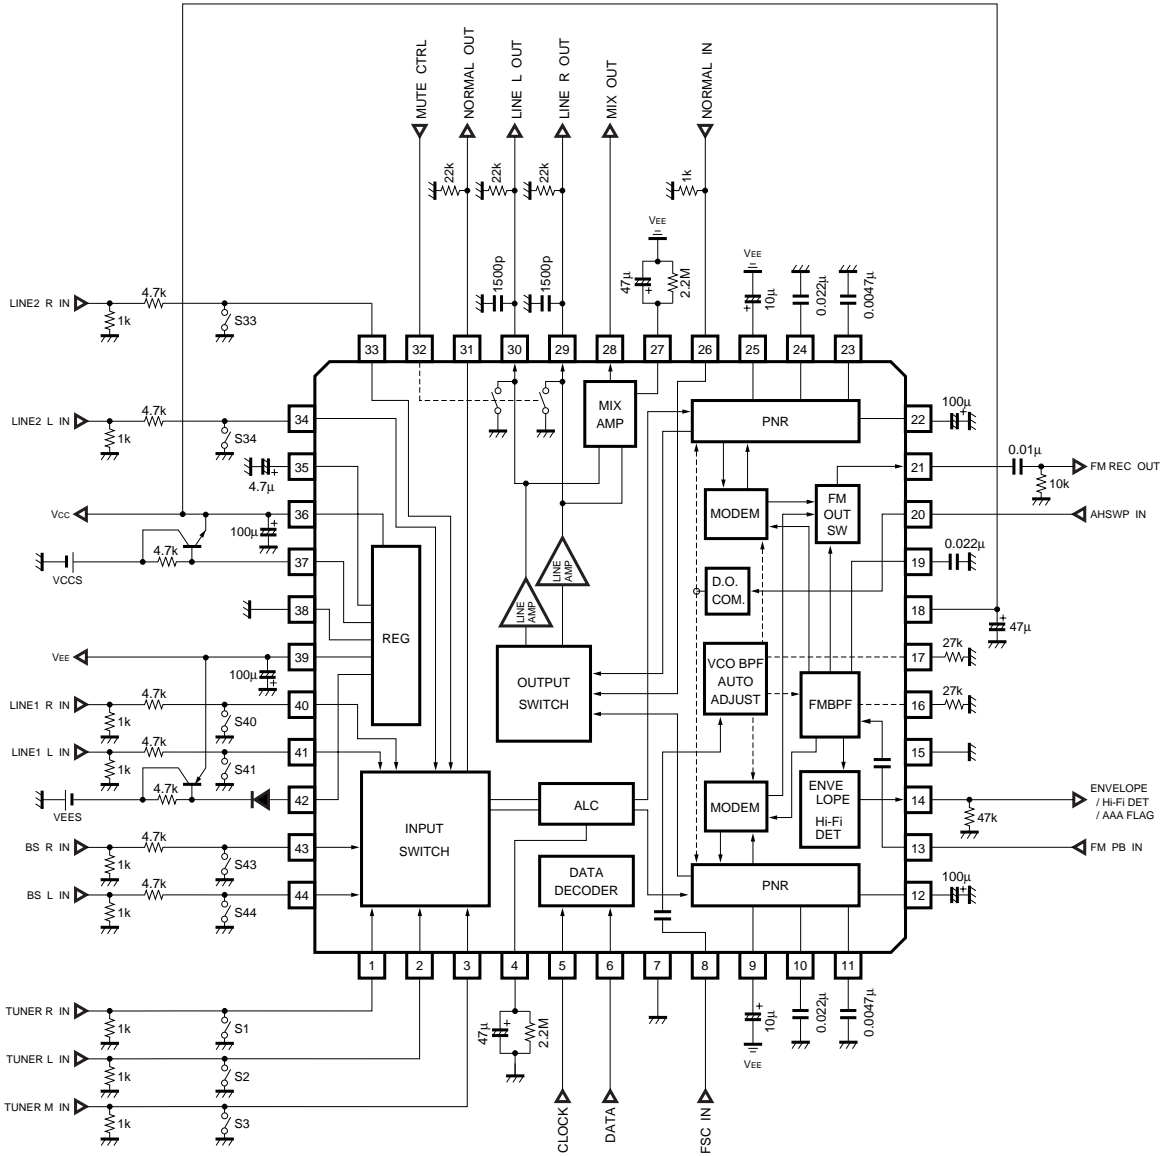 MUTE CTRL
NORMAL OUT
LINE L OUT
LINE R OUT
MIX OUT
NORMAL IN
22k
22k
22k
1k
VEE
47μ
2.2M
VEE
10μ
0.022μ
0.0047μ
1500p
1500p
LINE2 R IN
4.7k
1k
S33
33
32
31
30
29
28
27
26
25
24
23
LINE2 L IN
4.7k
1k
S34
34
MIX
AMP
PNR
22
100μ
35
4.7μ
21
0.01μ
10k
FM REC OUT
VCC
100μ
36
MODEM
FM
OUT
SW
20
AHSWP IN
4.7k
VCCS
37
LINE
AMP
LINE
AMP
19
0.022μ
38
REG
D.O.
COM.
18
47μ
VEE
100μ
39
OUTPUT
SWITCH
VCO BPF
AUTO
ADJUST
17
27k
LINE1 R IN
4.7k
1k
S40
40
FMBPF
16
27k
LINE1 L IN
4.7k
1k
S41
41
15
4.7k
VEES
42
INPUT
SWITCH
ALC
MODEM
ENVE
LOPE
Hi-Fi
DET
14
47k
ENVELOPE
/ Hi-Fi DET
/ AAA FLAG
BS R IN
4.7k
1k
S43
43
13
FM PB IN
BS L IN
4.7k
1k
S44
44
DATA
DECODER
PNR
12
100μ
1
2
3
4
5
6
7
8
9
10
11
TUNER R IN
1k
S1
TUNER L IN
1k
S2
TUNER M IN
1k
S3
47μ
2.2M
10μ
VEE
0.022μ
0.0047μ
CLOCK
DATA
FSC IN